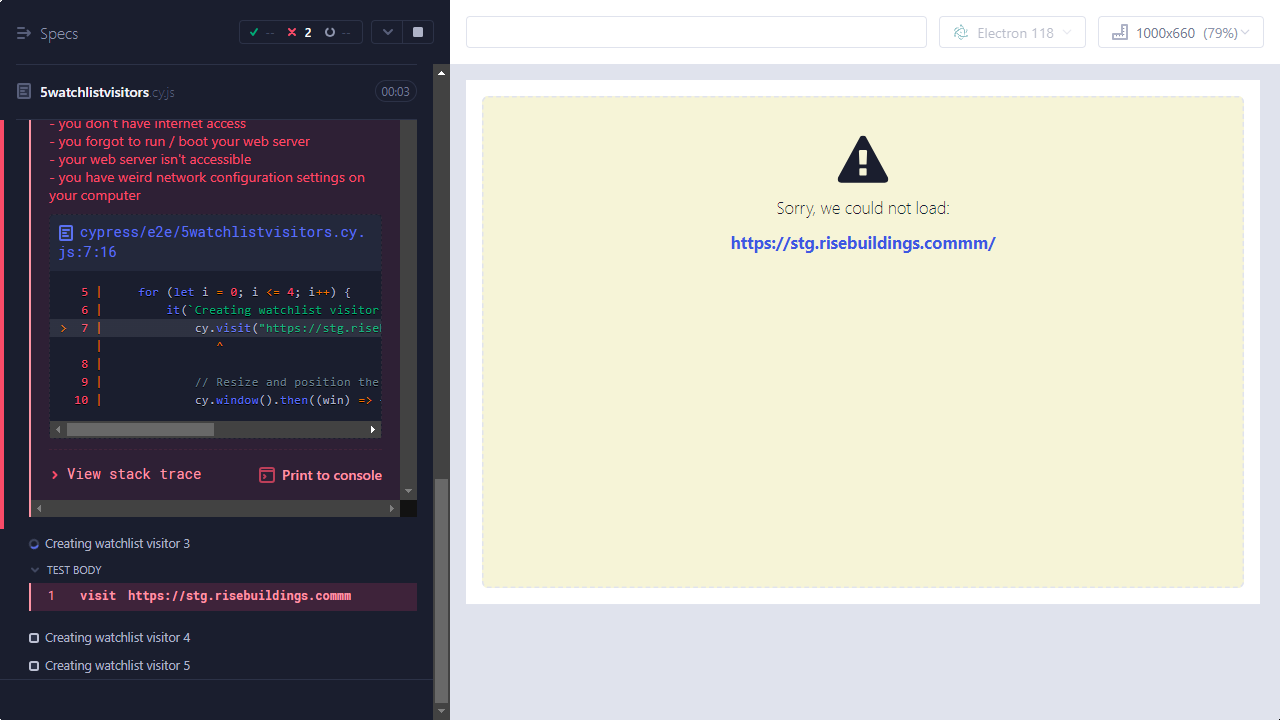 Specs
-- 2 --
Electron 118
1000x660 (79%)
5watchlistvisitors.cy.js
00:03
- you don't have internet access
- you forgot to run / boot your web server
- your web server isn't accessible
- you have weird network configuration settings on
your computer
cypress/e2e/5watchlistvisitors.cy.
js:7:16
5 | for (let i = 0; i <= 4; i++) {
6 | it(`Creating watchlist visitor
> 7 | cy.visit("https://stg.rise
| ^
8 |
9 | // Resize and position the
10 | cy.window().then((win) =>
View stack trace
Print to console
Creating watchlist visitor 3
TEST BODY
1 visit https://stg.risebuildings.commm
Creating watchlist visitor 4
Creating watchlist visitor 5
Sorry, we could not load:
https://stg.risebuildings.commm/